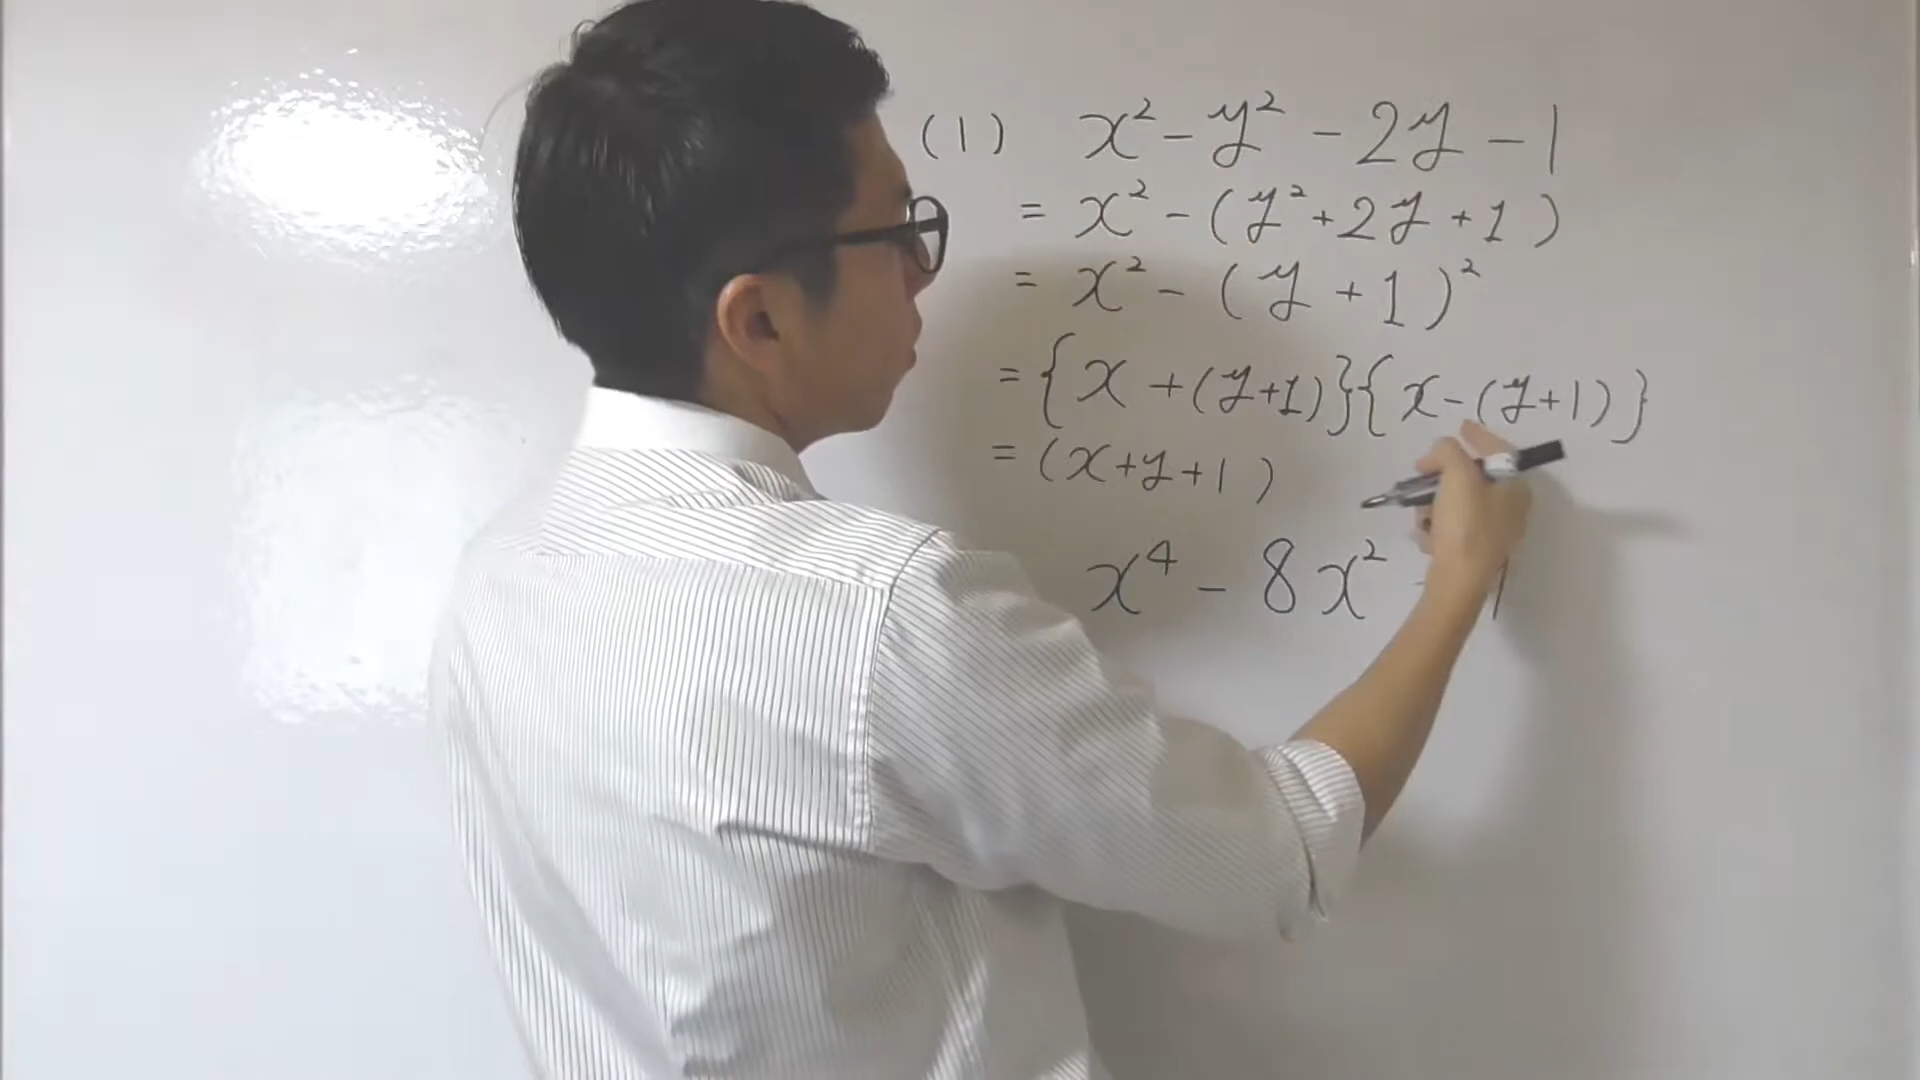 (1) x² - y² - 2y - 1
= x² - (y² + 2y + 1)
= x² - (y + 1)²
= {x + (y+1)}{x - (y+1)}
= (x+y+1)
x⁴ - 8x²